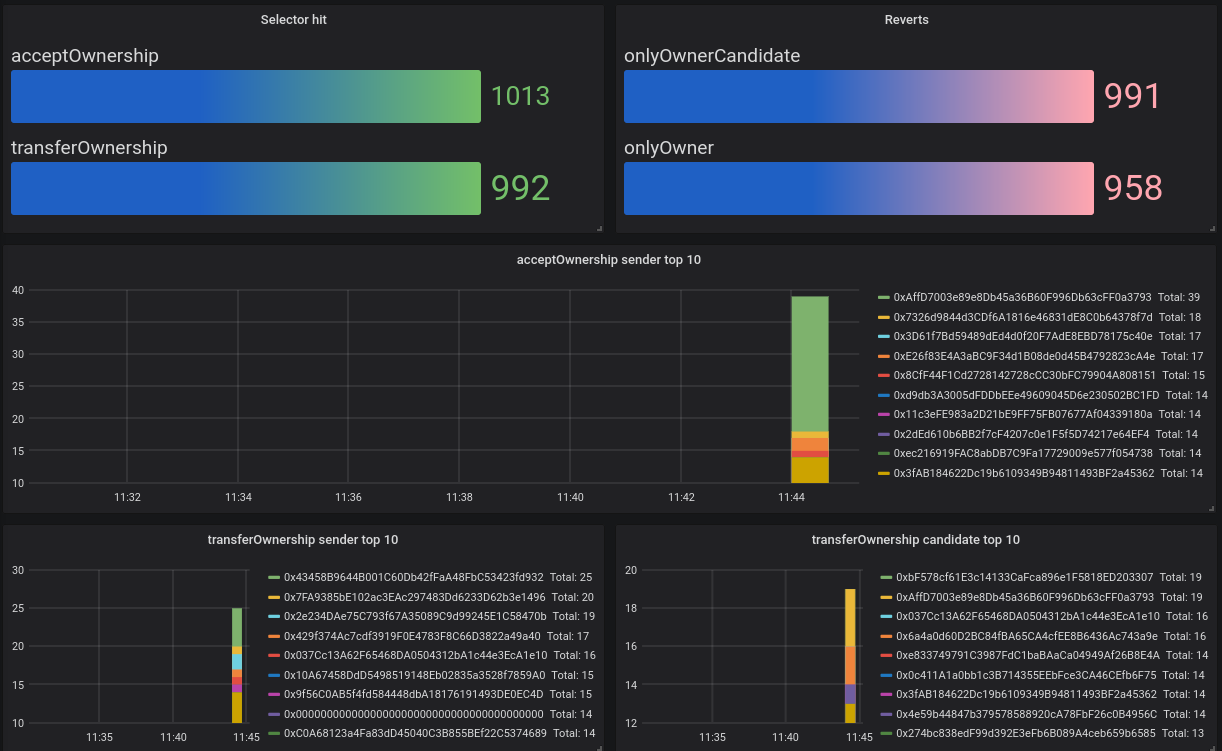 Selector hit
acceptOwnership
1013
transferOwnership
992
Reverts
onlyOwnerCandidate
991
onlyOwner
958
acceptOwnership sender top 10
40
35
30
25
20
15
10
11:32 11:34 11:36 11:38 11:40 11:42 11:44
0xAffD7003e89e8Db45a36B60F996Db63cFF0a3793 Total: 39
0x7326d9844d3CDf6A1816e46831dE8C0b64378f7d Total: 18
0x3D61f7Bd59489dEd4d0f20F7AdE8EBD78175c40e Total: 17
0xE26f83E4A3aBC9F34d1B08de0d45B4792823cA4e Total: 17
0x8CfF44F1Cd2728142728cCC30bFC79904A808151 Total: 15
0xd9db3A3005dFDDbEEe49609045D6e230502BC1FD Total: 14
0x11c3eFE983a2D21bE9FF75FB07677Af04339180a Total: 14
0x2dEd610b6BB2f7cF4207c0e1F5f5D74217e64EF4 Total: 14
0xec216919FAC8abDB7C9Fa17729009e577f054738 Total: 14
0x3fAB184622Dc19b6109349B94811493BF2a45362 Total: 14
transferOwnership sender top 10
30
25
20
15
10
11:35 11:40 11:45
0x43458B9644B001C60Db42fFaA48FbC53423fd932 Total: 25
0x7FA9385bE102ac3EAc297483Dd6233D62b3e1496 Total: 20
0x2e234DAe75C793f67A35089C9d99245E1C58470b Total: 19
0x429f374Ac7cdf3919F0E4783F8C66D3822a49a40 Total: 17
0x037Cc13A62F65468DA0504312bA1c44e3EcA1e10 Total: 16
0x10A67458DdD5498519148Eb02835a3528f7859A0 Total: 15
0x9f56C0AB5f4fd584448dbA18176191493DE0EC4D Total: 15
0x0000000000000000000000000000000000000000 Total: 14
0xC0A68123a4Fa83dD45040C3B855BEf22C5374689 Total: 14
transferOwnership candidate top 10
20
18
16
14
12
11:35 11:40 11:45
0xbF578cf61E3c14133CaFca896e1F5818ED203307 Total: 19
0xAffD7003e89e8Db45a36B60F996Db63cFF0a3793 Total: 19
0x037Cc13A62F65468DA0504312bA1c44e3EcA1e10 Total: 16
0x6a4a0d60D2BC84fBA65CA4cfEE8B6436Ac743a9e Total: 16
0xe833749791C3987FdC1baBAaCa04949Af26B8E4A Total: 14
0x0c411A1a0bb1c3B714355EEbFce3CA46CEfb6F75 Total: 14
0x3fAB184622Dc19b6109349B94811493BF2a45362 Total: 14
0x4e59b44847b379578588920cA78FbF26c0B4956C Total: 14
0x274bc838edF99d392E3eFb6B089A4ceb659b6585 Total: 13